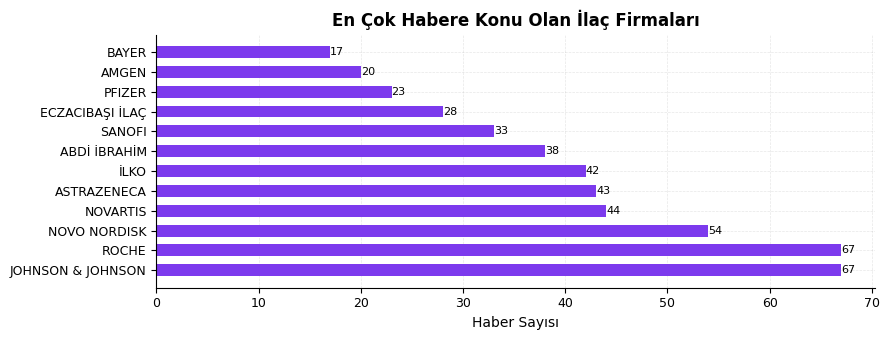 En Çok Habere Konu Olan İlaç Firmaları
BAYER 17
AMGEN 20
PFIZER 23
ECZACIBAŞI İLAÇ 28
SANOFI 33
ABDİ İBRAHİM 38
İLKO 42
ASTRAZENECA 43
NOVARTIS 44
NOVO NORDISK 54
ROCHE 67
JOHNSON & JOHNSON 67
0 10 20 30 40 50 60 70
Haber Sayısı